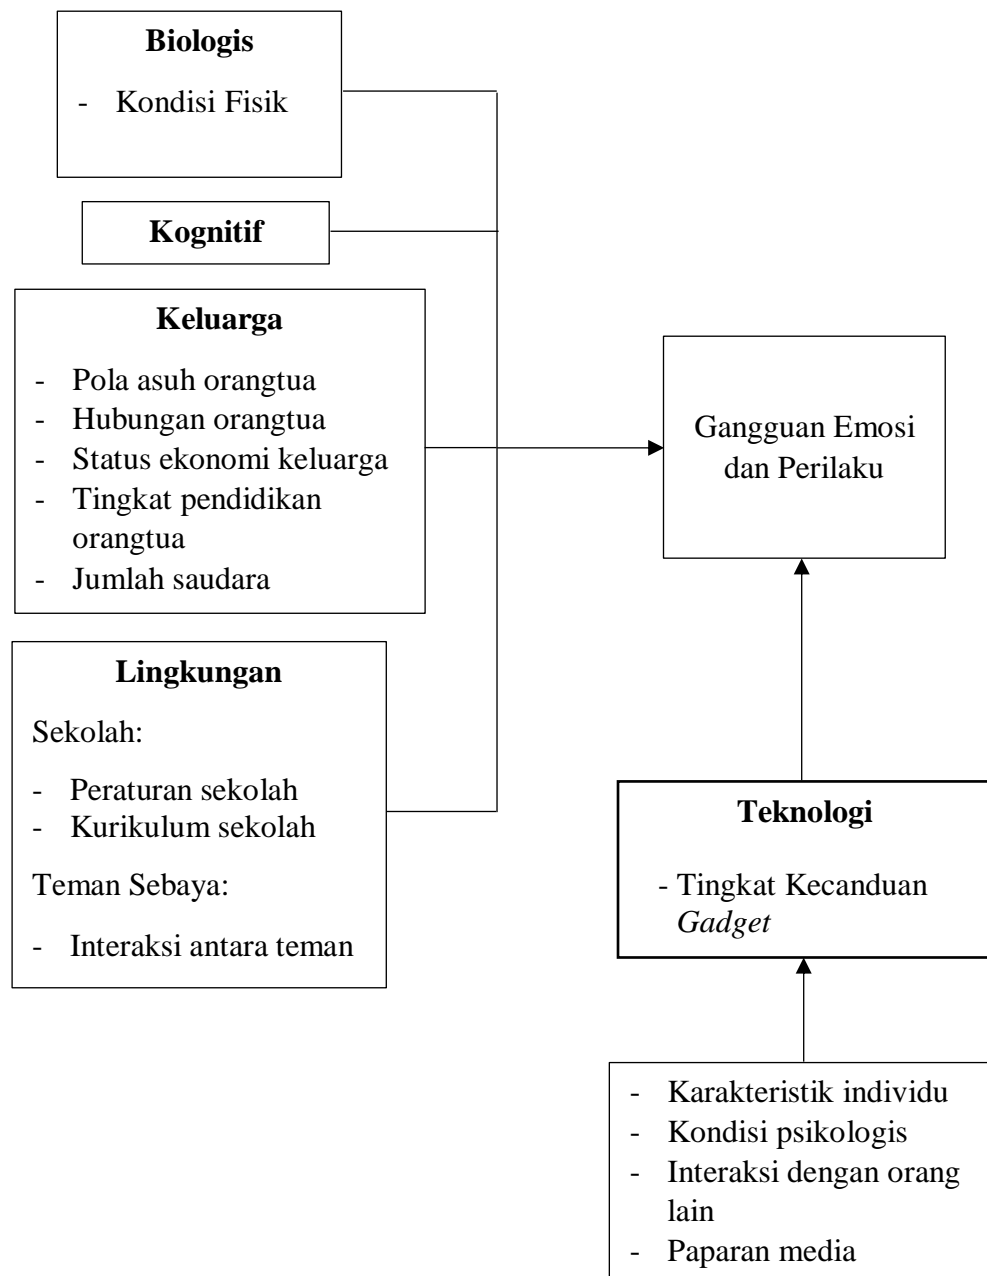 Biologis
- Kondisi Fisik
Kognitif
Keluarga
- Pola asuh orangtua
- Hubungan orangtua
- Status ekonomi keluarga
- Tingkat pendidikan
orangtua
- Jumlah saudara
Lingkungan
Sekolah:
- Peraturan sekolah
- Kurikulum sekolah
Teman Sebaya:
- Interaksi antara teman
Gangguan Emosi
dan Perilaku
Teknologi
- Tingkat Kecanduan
Gadget
- Karakteristik individu
- Kondisi psikologis
- Interaksi dengan orang
lain
- Paparan media